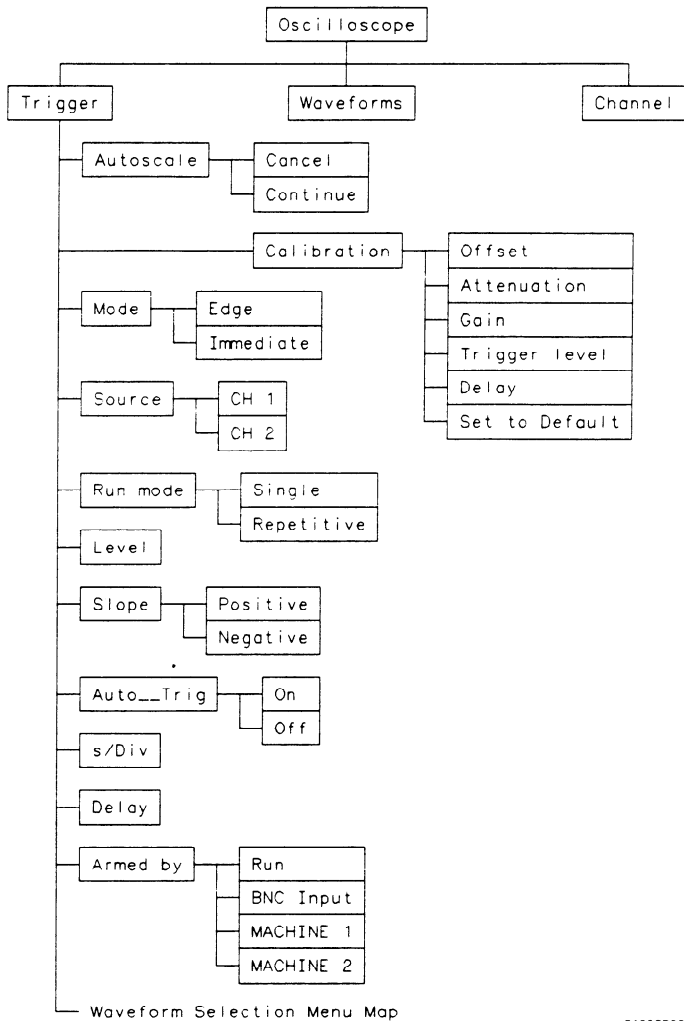 Oscilloscope
Trigger
Waveforms
Channel
Autoscale
Cancel
Continue
Calibration
Offset
Attenuation
Gain
Trigger level
Delay
Set to Default
Mode
Edge
Immediate
Source
CH 1
CH 2
Run mode
Single
Repetitive
Level
Slope
Positive
Negative
Auto__Trig
On
Off
s/Div
Delay
Armed by
Run
BNC Input
MACHINE 1
MACHINE 2
Waveform Selection Menu Map